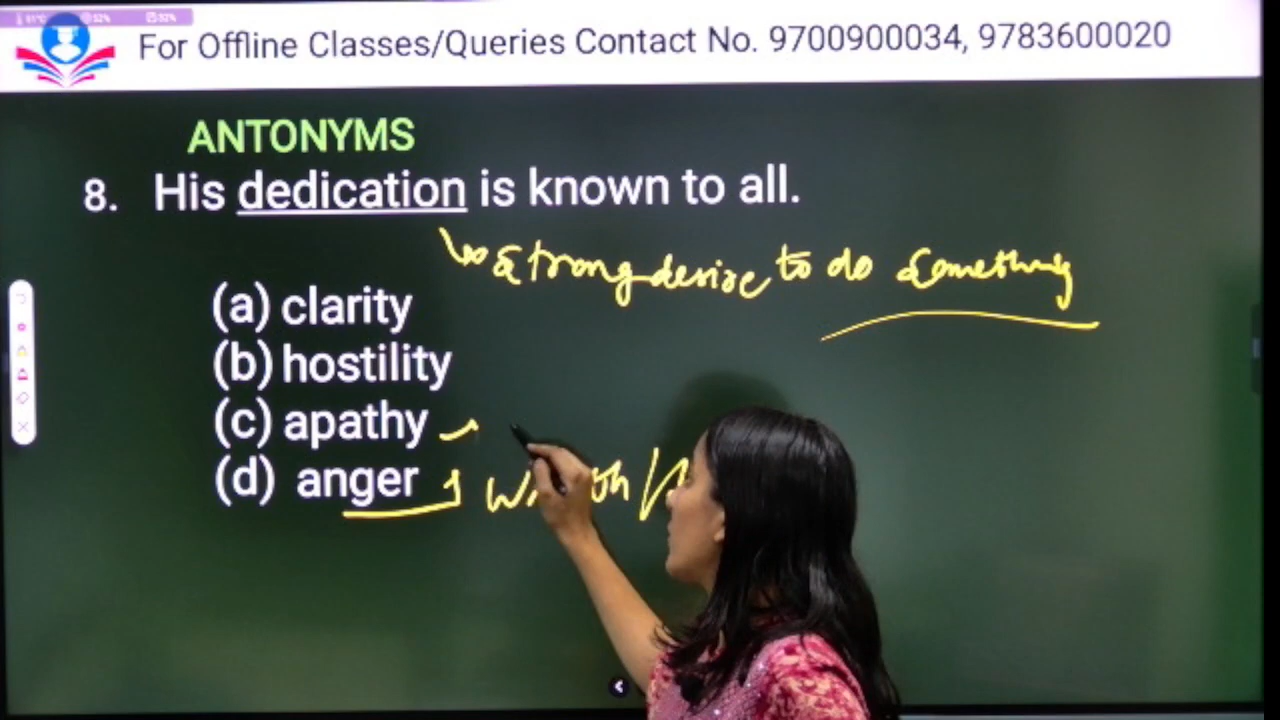 For Offline Classes/Queries Contact No. 9700900034, 9783600020
ANTONYMS
8. His dedication is known to all.
Strong desire to do something
(a) clarity
(b) hostility
(c) apathy
(d) anger